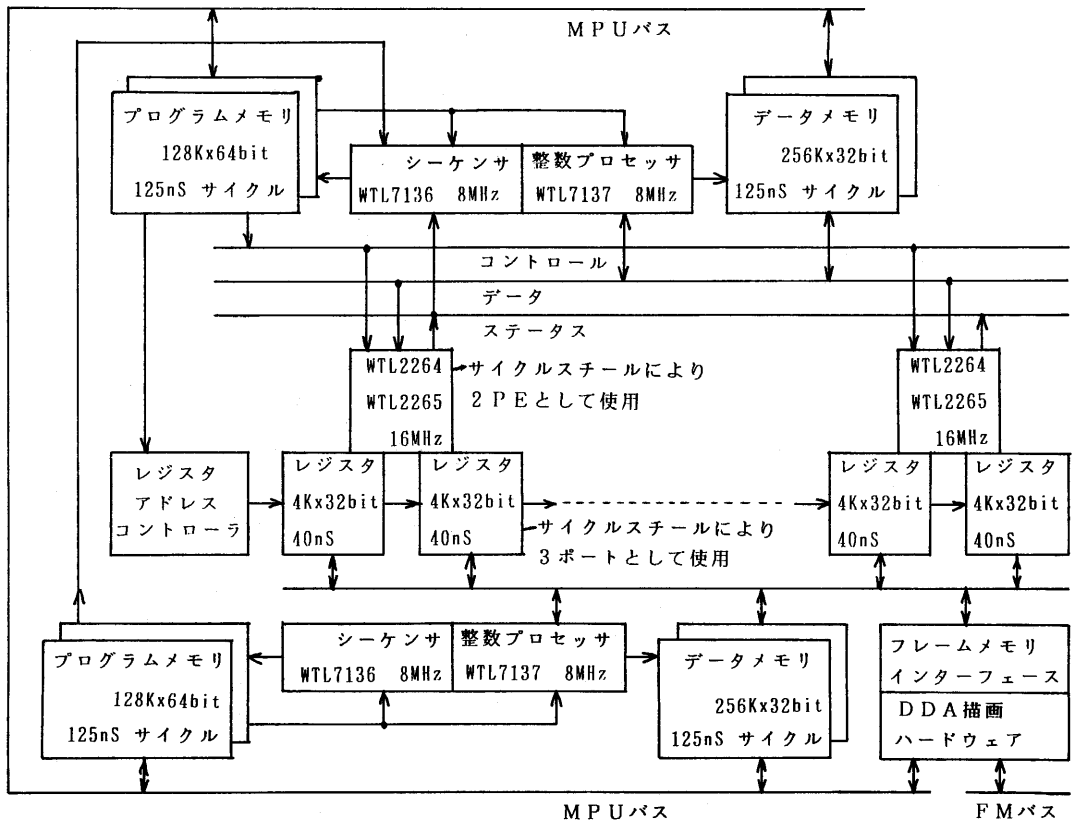 MPUバス
プログラムメモリ
128Kx64bit
125nS サイクル
シーケンサ
WTL7136 8MHz
整数プロセッサ
WTL7137 8MHz
データメモリ
256Kx32bit
125nS サイクル
コントロール
データ
ステータス
WTL2264
WTL2265
16MHz
サイクルスチールにより
2PEとして使用
WTL2264
WTL2265
16MHz
レジスタ
アドレス
コントローラ
レジスタ
4Kx32bit
40nS
レジスタ
4Kx32bit
40nS
サイクルスチールにより
3ポートとして使用
レジスタ
4Kx32bit
40nS
レジスタ
4Kx32bit
40nS
プログラムメモリ
128Kx64bit
125nS サイクル
シーケンサ
WTL7136 8MHz
整数プロセッサ
WTL7137 8MHz
データメモリ
256Kx32bit
125nS サイクル
フレームメモリ
インターフェース
DDA描画
ハードウェア
MPUバス
FMバス